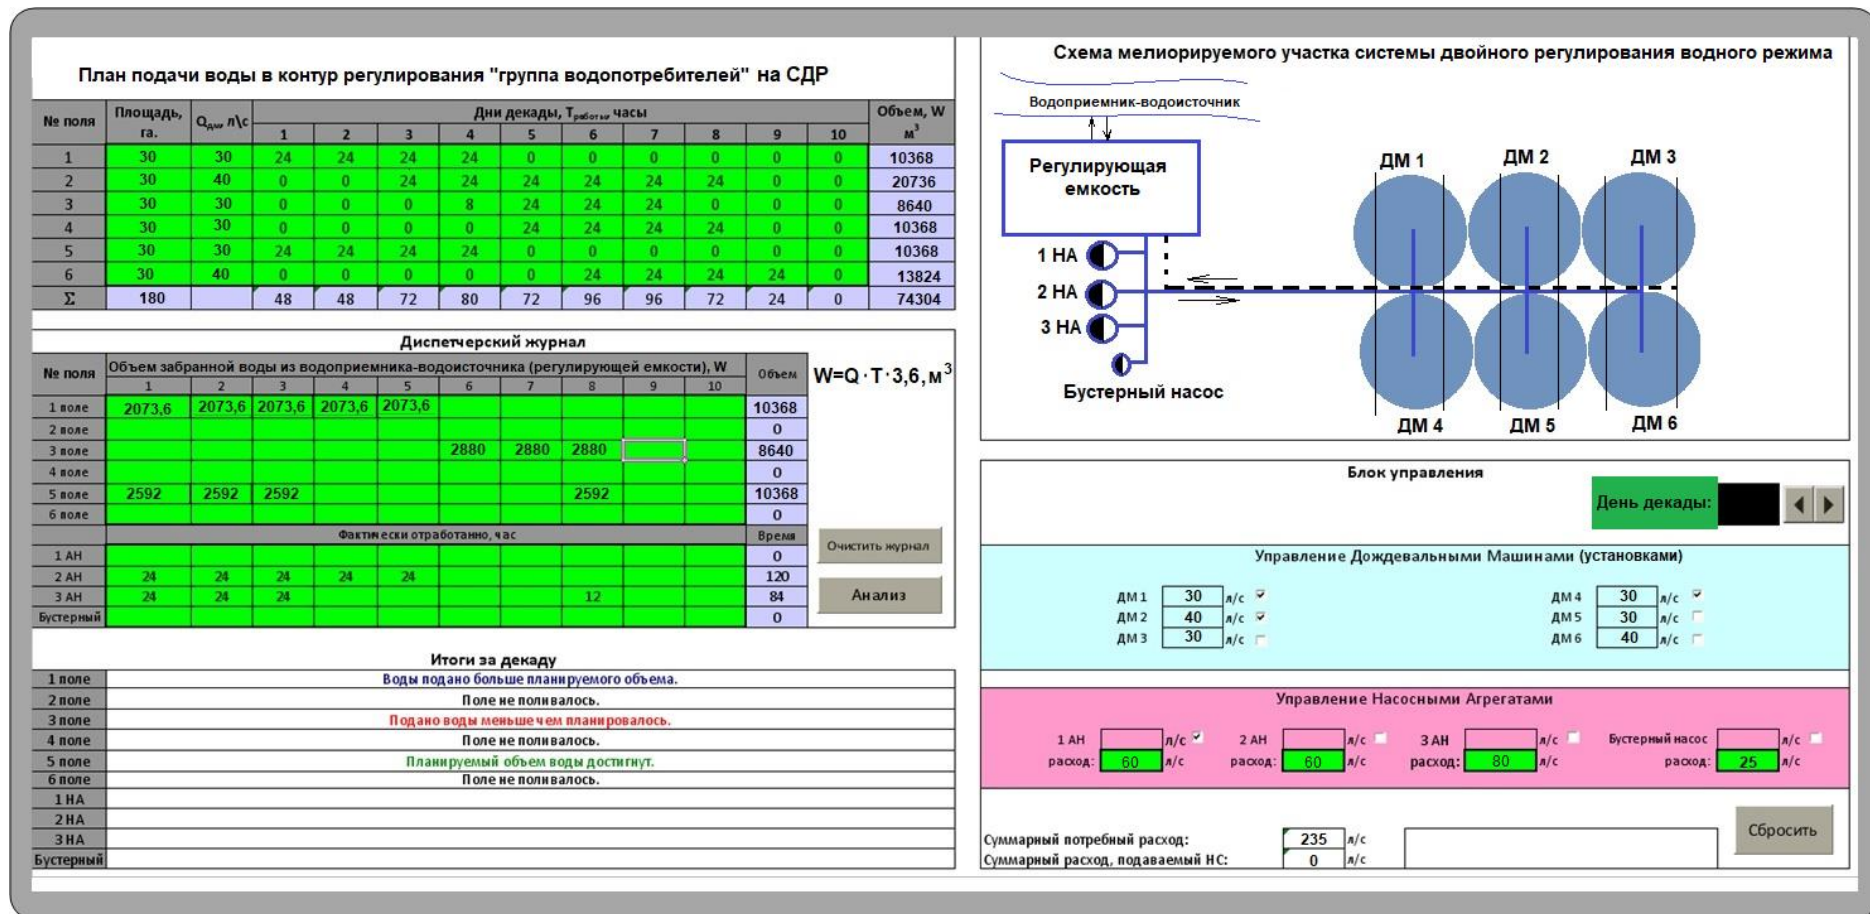 План подачи воды в контур регулирования "группа водопотребителей" на СДР
№ поля Площадь, га. Qдм, л\с Дни декады, Tработы, часы Объем, W м³
1 2 3 4 5 6 7 8 9 10
1 30 30 24 24 24 24 0 0 0 0 0 0 10368
2 30 40 0 0 24 24 24 24 24 24 0 0 20736
3 30 30 0 0 0 8 24 24 24 0 0 0 8640
4 30 30 0 0 0 0 24 24 24 24 0 0 10368
5 30 30 24 24 24 24 0 0 0 0 0 0 10368
6 30 40 0 0 0 0 0 24 24 24 24 0 13824
Σ 180 48 48 72 80 72 96 96 72 24 0 74304
Диспетчерский журнал
№ поля Объем забранной воды из водоприемника-водоисточника (регулирующей емкости), W Объем
1 2 3 4 5 6 7 8 9 10
W=Q·T·3,6, м³
1 поле 2073,6 2073,6 2073,6 2073,6 2073,6 10368
2 поле 0
3 поле 2880 2880 2880 8640
4 поле 0
5 поле 2592 2592 2592 2592 10368
6 поле 0
Фактически отработанно, час Время
1 АН 0
2 АН 24 24 24 24 24 120
3 АН 24 24 24 12 84
Бустерный 0
Очистить журнал
Анализ
Итоги за декаду
1 поле Воды подано больше планируемого объема.
2 поле Поле не поливалось.
3 поле Подано воды меньше чем планировалось.
4 поле Поле не поливалось.
5 поле Планируемый объем воды достигнут.
6 поле Поле не поливалось.
1 НА
2 НА
3 НА
Бустерный
Схема мелиорируемого участка системы двойного регулирования водного режима
Водоприемник-водоисточник
Регулирующая
емкость
1 НА
2 НА
3 НА
Бустерный насос
ДМ 1 ДМ 2 ДМ 3
ДМ 4 ДМ 5 ДМ 6
Блок управления
День декады:
Управление Дождевальными Машинами (установками)
ДМ 1 30 л/с ДМ 4 30 л/с
ДМ 2 40 л/с ДМ 5 30 л/с
ДМ 3 30 л/с ДМ 6 40 л/с
Управление Насосными Агрегатами
1 АН л/с 2 АН л/с 3 АН л/с Бустерный насос л/с
расход: 60 л/с расход: 60 л/с расход: 80 л/с расход: 25 л/с
Суммарный потребный расход: 235 л/с
Суммарный расход, подаваемый НС: 0 л/с
Сбросить